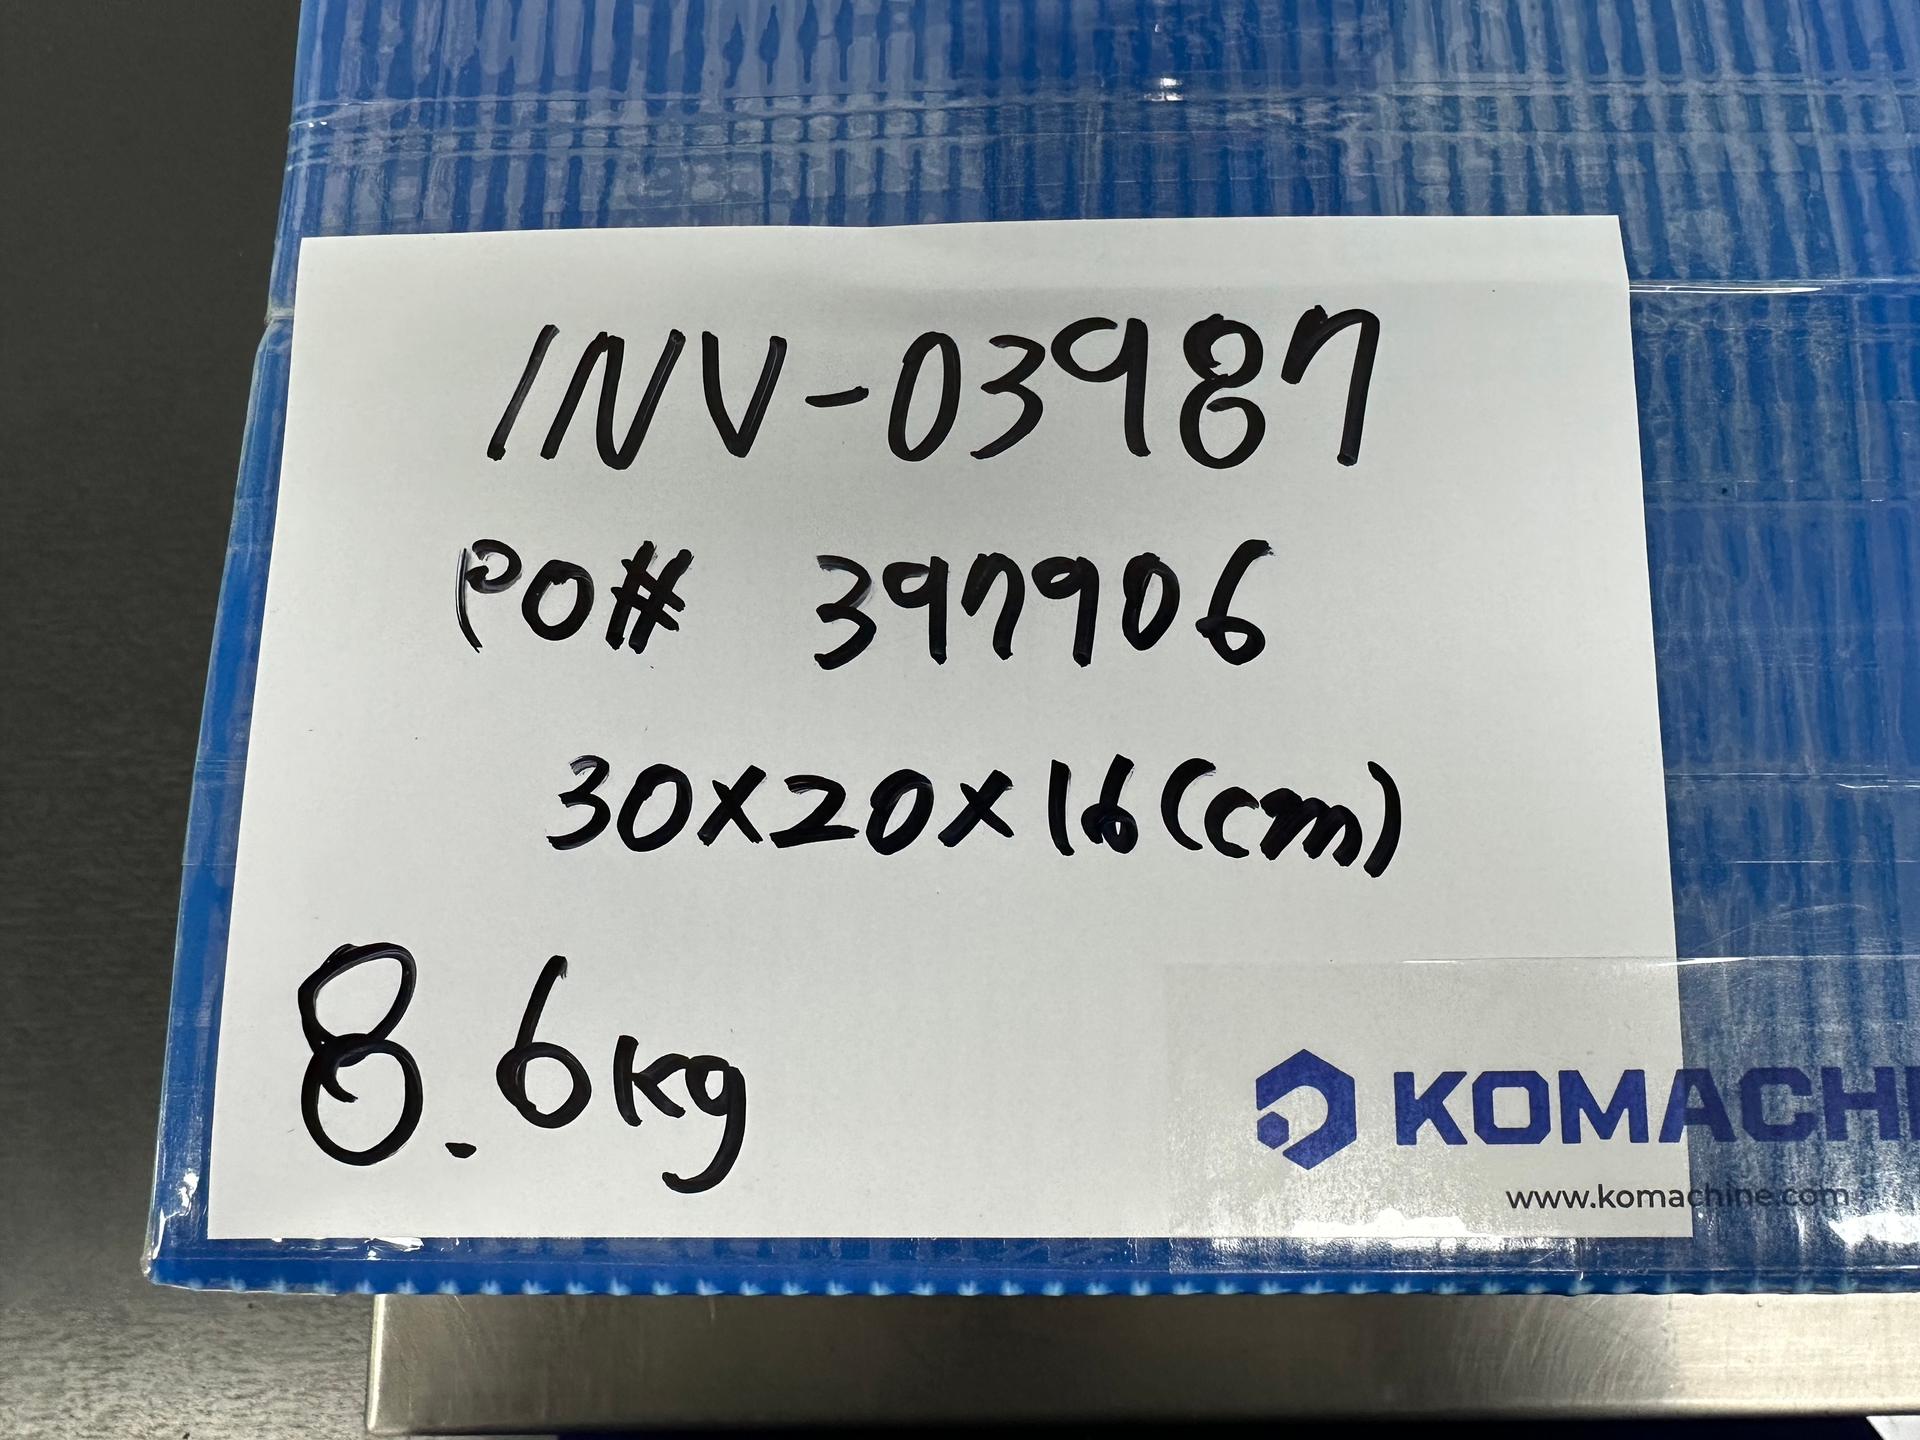 INV-03987
PO# 397906
30x20x16(cm)
8.6kg
KOMACHI
www.komachine.com